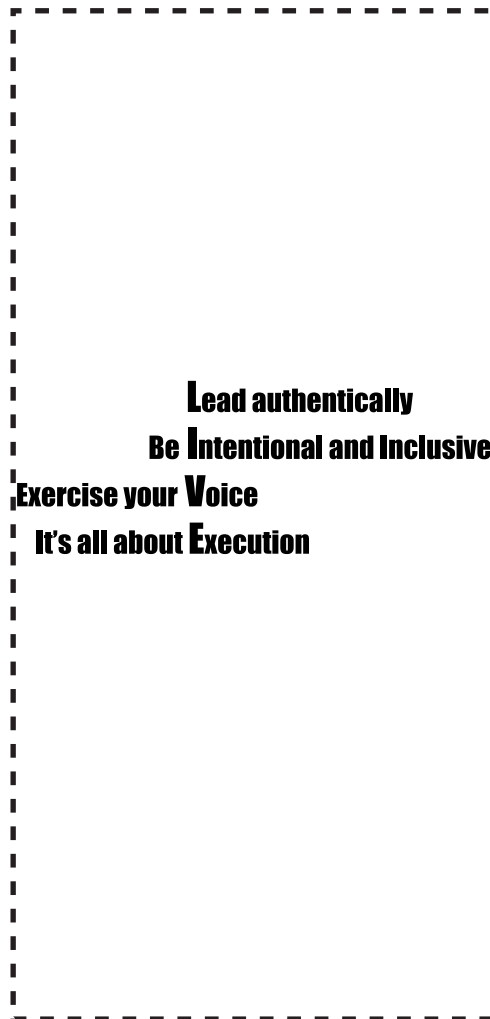 Lead authentically
Be Intentional and Inclusive
Exercise your Voice
It's all about Execution